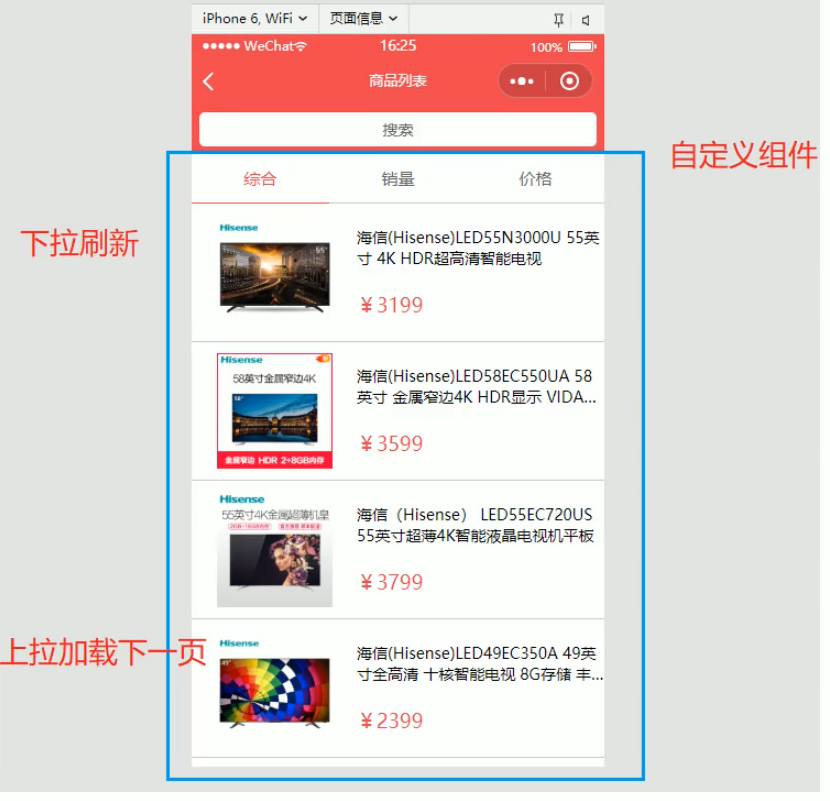 iPhone 6, WiFi
页面信息
WeChat
16:25
100%
商品列表
搜索
自定义组件
综合
销量
价格
下拉刷新
Hisense
55"
海信(Hisense)LED55N3000U 55英
寸 4K HDR超高清智能电视
￥3199
Hisense
58英寸金属窄边4K
58"
金属窄边 HDR 2+8GB内存
海信(Hisense)LED58EC550UA 58
英寸 金属窄边4K HDR显示 VIDA...
￥3599
Hisense
55英寸4K金属超薄机皇
海信（Hisense） LED55EC720US
55英寸超薄4K智能液晶电视机平板
￥3799
上拉加载下一页
Hisense
49"
海信(Hisense)LED49EC350A 49英
寸全高清 十核智能电视 8G存储 丰...
￥2399